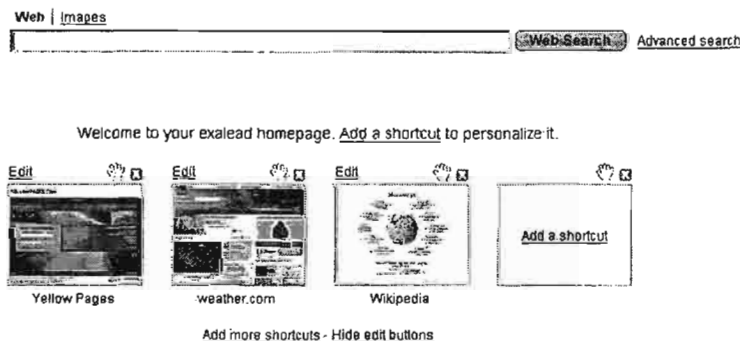 Web | Images
Web Search Advanced search
Welcome to your exalead homepage. Add a shortcut to personalize it.
Edit Edit Edit
Add a shortcut
Yellow Pages weather.com Wikipedia
Add more shortcuts - Hide edit buttons